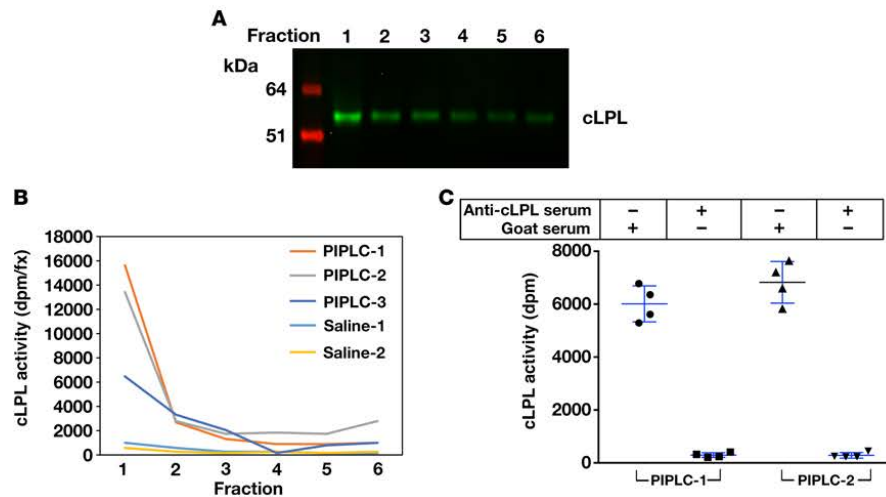 A
Fraction 1 2 3 4 5 6
kDa
64
51
cLPL
B
cLPL activity (dpm/fx)
18000
16000
14000
12000
10000
8000
6000
4000
2000
0
PIPLC-1
PIPLC-2
PIPLC-3
Saline-1
Saline-2
1 2 3 4 5 6
Fraction
C
Anti-cLPL serum − + − +
Goat serum + − + −
cLPL activity (dpm)
8000
6000
4000
2000
0
PIPLC-1 PIPLC-2